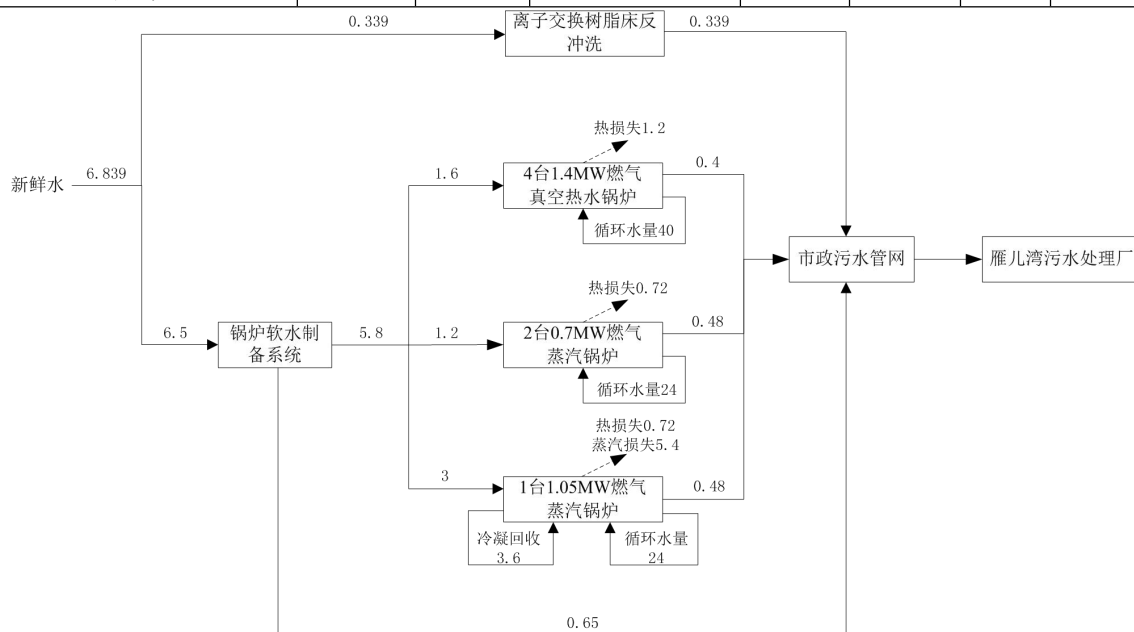 0.339
离子交换树脂床反
冲洗
0.339
热损失1.2
新鲜水
6.839
1.6
4台1.4MW燃气
真空热水锅炉
0.4
循环水量40
市政污水管网
雁儿湾污水处理厂
热损失0.72
6.5
锅炉软水制
备系统
5.8
1.2
2台0.7MW燃气
蒸汽锅炉
0.48
循环水量24
热损失0.72
蒸汽损失5.4
3
1台1.05MW燃气
蒸汽锅炉
0.48
冷凝回收
3.6
循环水量
24
0.65